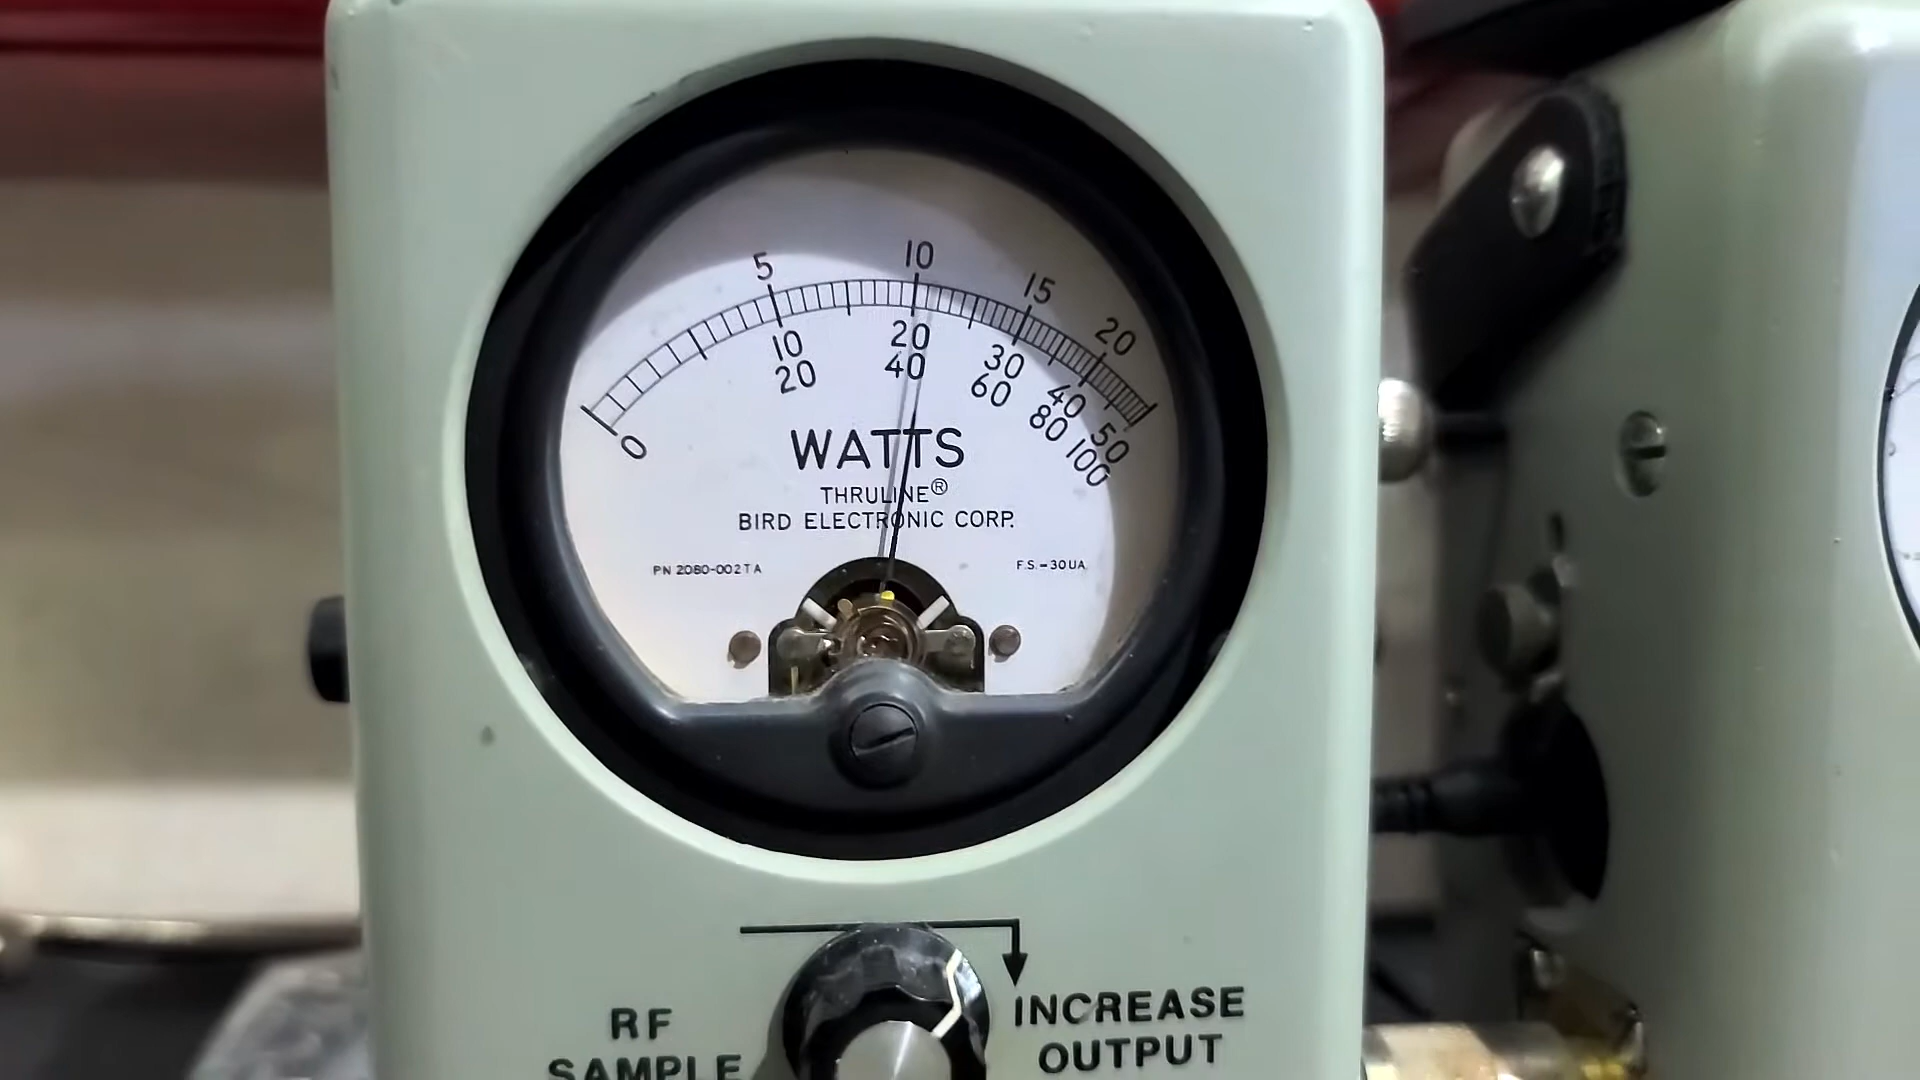 5 10 15 20
0 10 20 30 40 50
20 40 60 80 100
WATTS
THRULINE®
BIRD ELECTRONIC CORP.
PN 2080-002TA F.S.-30UA
RF
SAMPLE
INCREASE
OUTPUT